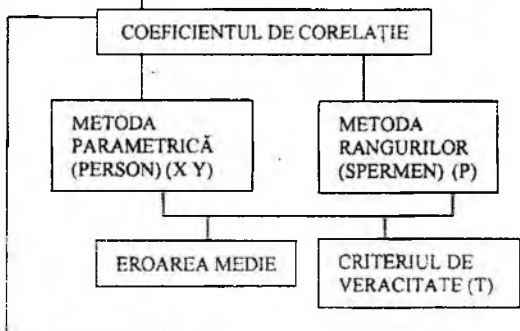 COEFICIENTUL DE CORELAȚIE
METODA
PARAMETRICĂ
(PERSON) (X Y)
METODA
RANGURILOR
(SPERMEN) (P)
EROAREA MEDIE
CRITERIUL DE
VERACITATE (T)